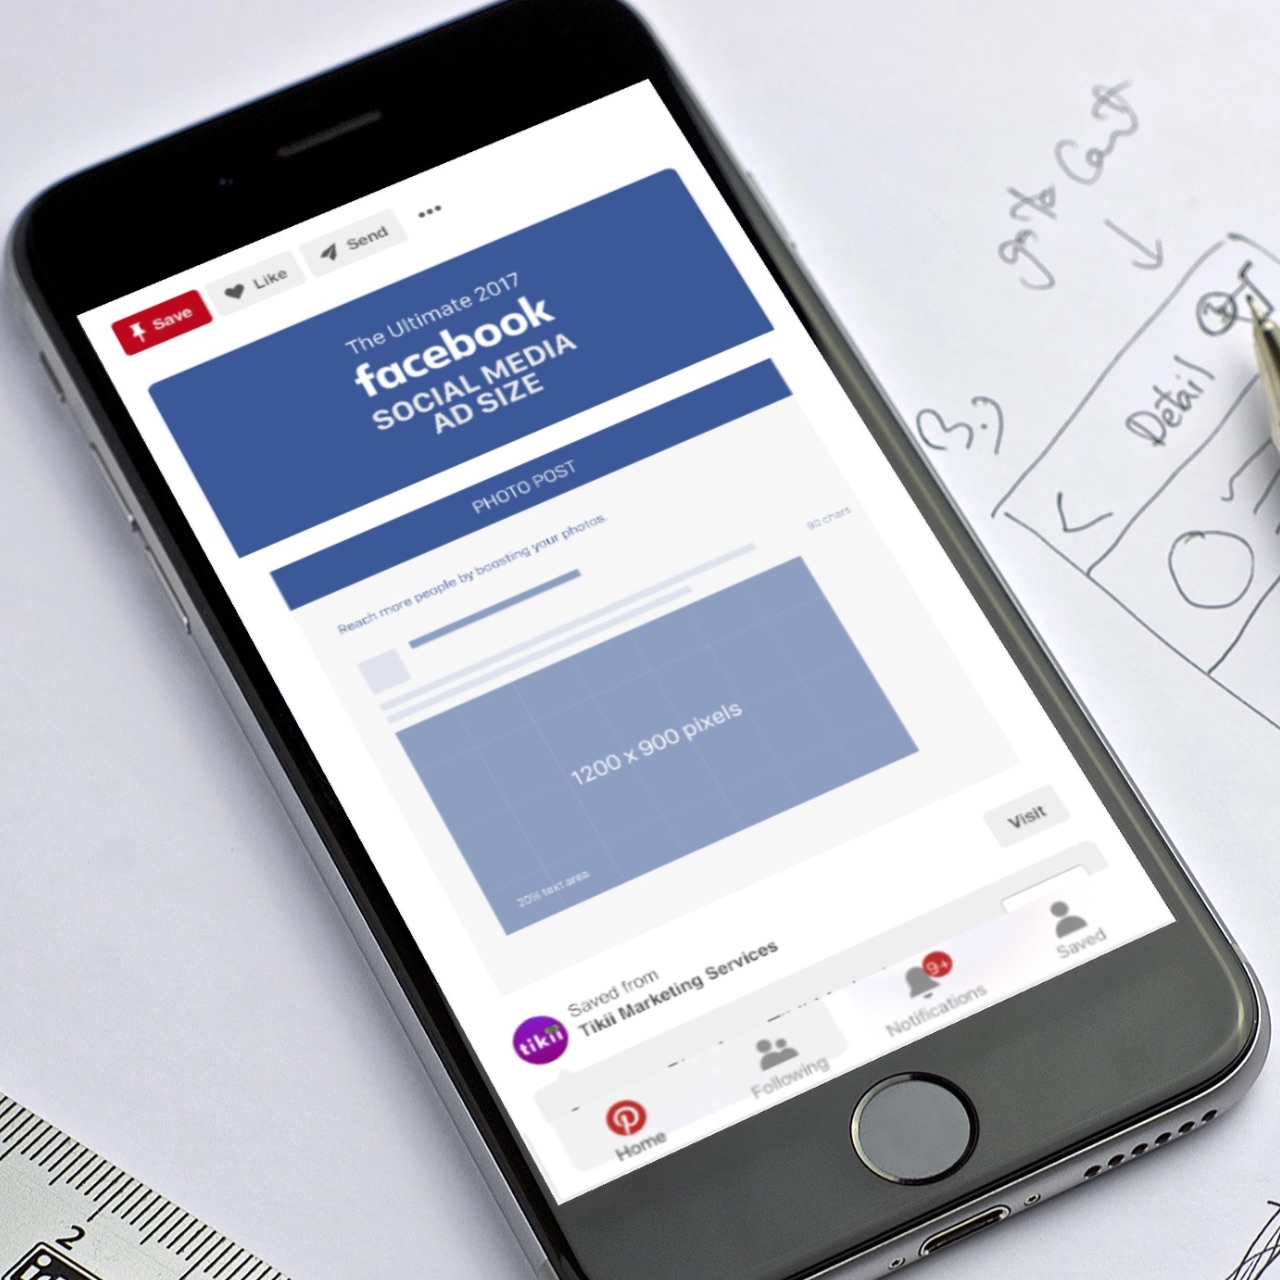 Save
Like
Send
The Ultimate 2017
facebook
SOCIAL MEDIA
AD SIZE
PHOTO POST
Reach more people by boosting your photos.
90 chars
1200 x 900 pixels
20% text area
Visit
Saved from
Tikii Marketing Services
tikii
Home
Following
9+
Notifications
Saved
goto Cart
3.)
Detail
2